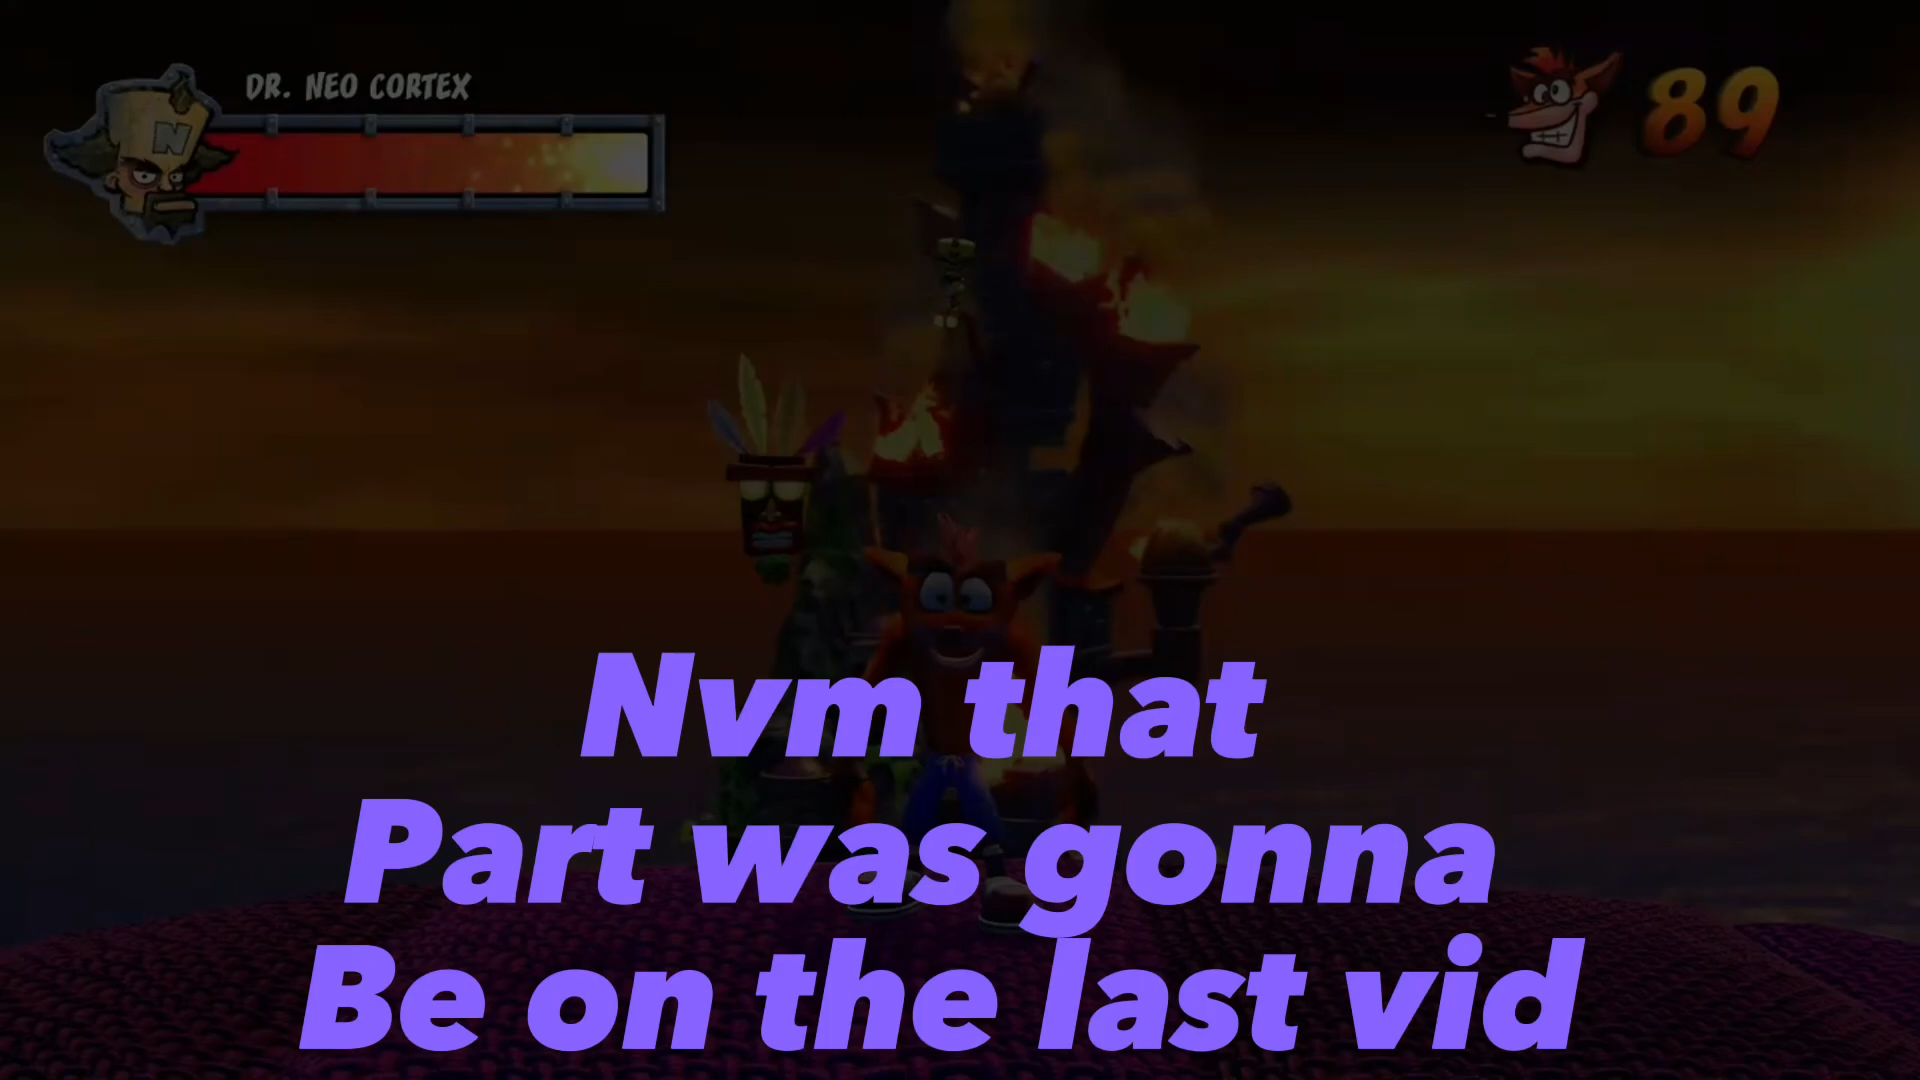 DR. NEO CORTEX
N
89
Nvm that
Part was gonna
Be on the last vid